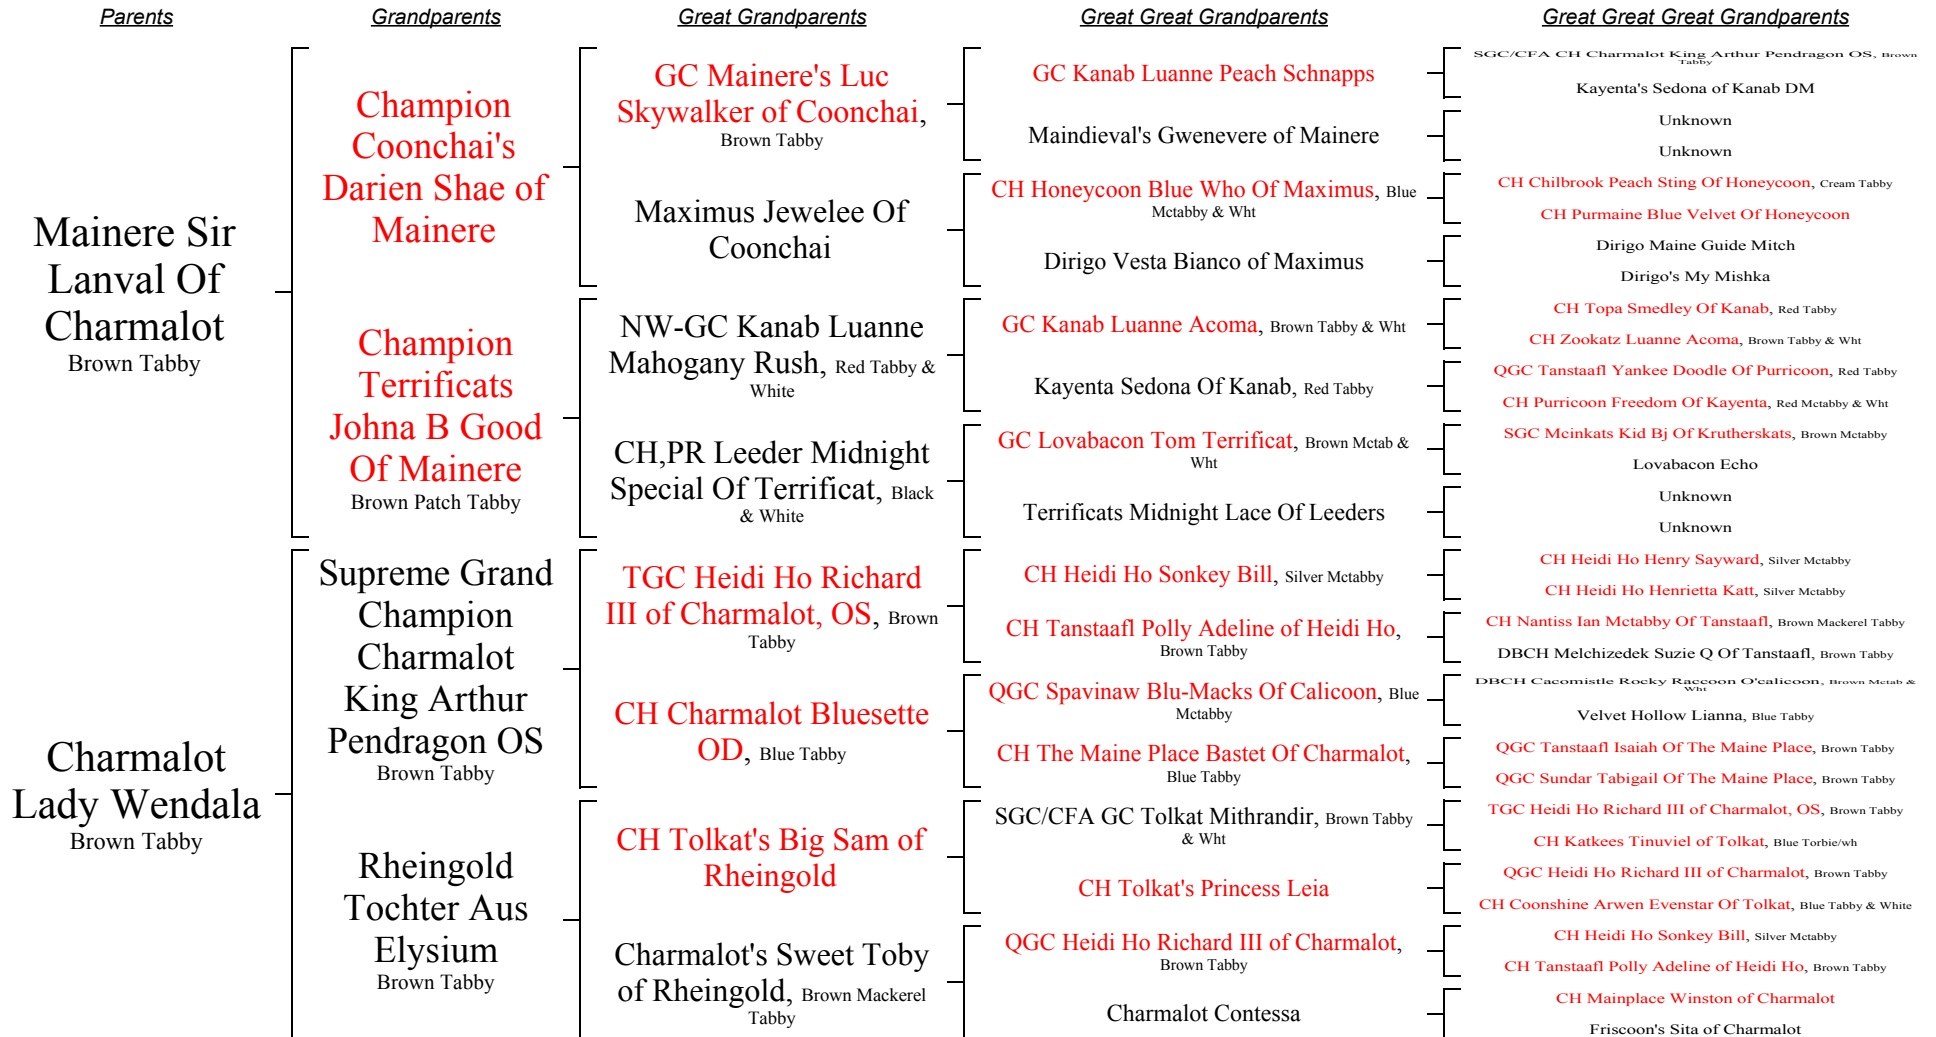 Parents
Grandparents
Great Grandparents
Great Great Grandparents
Great Great Great Grandparents
Mainere Sir
Lanval Of
Charmalot
Brown Tabby
Charmalot
Lady Wendala
Brown Tabby
Champion
Coonchai's
Darien Shae of
Mainere
Champion
Terrificats
Johna B Good
Of Mainere
Brown Patch Tabby
Supreme Grand
Champion
Charmalot
King Arthur
Pendragon OS
Brown Tabby
Rheingold
Tochter Aus
Elysium
Brown Tabby
GC Mainere's Luc
Skywalker of Coonchai,
Brown Tabby
Maximus Jewelee Of
Coonchai
NW-GC Kanab Luanne
Mahogany Rush, Red Tabby &
White
CH,PR Leeder Midnight
Special Of Terrificat, Black
& White
TGC Heidi Ho Richard
III of Charmalot, OS, Brown
Tabby
CH Charmalot Bluesette
OD, Blue Tabby
CH Tolkat's Big Sam of
Rheingold
Charmalot's Sweet Toby
of Rheingold, Brown Mackerel
Tabby
GC Kanab Luanne Peach Schnapps
Maindieval's Gwenevere of Mainere
CH Honeycoon Blue Who Of Maximus, Blue
Mctabby & Wht
Dirigo Vesta Bianco of Maximus
GC Kanab Luanne Acoma, Brown Tabby & Wht
Kayenta Sedona Of Kanab, Red Tabby
GC Lovabacon Tom Terrificat, Brown Mctab &
Wht
Terrificats Midnight Lace Of Leeders
CH Heidi Ho Sonkey Bill, Silver Mctabby
CH Tanstaafl Polly Adeline of Heidi Ho,
Brown Tabby
QGC Spavinaw Blu-Macks Of Calicoon, Blue
Mctabby
CH The Maine Place Bastet Of Charmalot,
Blue Tabby
SGC/CFA GC Tolkat Mithrandir, Brown Tabby
& Wht
CH Tolkat's Princess Leia
QGC Heidi Ho Richard III of Charmalot,
Brown Tabby
Charmalot Contessa
SGC/CFA CH Charmalot King Arthur Pendragon OS, Brown
Tabby
Kayenta's Sedona of Kanab DM
Unknown
Unknown
CH Chilbrook Peach Sting Of Honeycoon, Cream Tabby
CH Purmaine Blue Velvet Of Honeycoon
Dirigo Maine Guide Mitch
Dirigo's My Mishka
CH Topa Smedley Of Kanab, Red Tabby
CH Zookatz Luanne Acoma, Brown Tabby & Wht
QGC Tanstaafl Yankee Doodle Of Purricoon, Red Tabby
CH Purricoon Freedom Of Kayenta, Red Mctabby & Wht
SGC Mcinkats Kid Bj Of Krutherskats, Brown Mctabby
Lovabacon Echo
Unknown
Unknown
CH Heidi Ho Henry Sayward, Silver Mctabby
CH Heidi Ho Henrietta Katt, Silver Mctabby
CH Nantiss Ian Mctabby Of Tanstaafl, Brown Mackerel Tabby
DBCH Melchizedek Suzie Q Of Tanstaafl, Brown Tabby
DBCH Cacomistle Rocky Raccoon O'calicoon, Brown Mctab &
Wht
Velvet Hollow Lianna, Blue Tabby
QGC Tanstaafl Isaiah Of The Maine Place, Brown Tabby
QGC Sundar Tabigail Of The Maine Place, Brown Tabby
TGC Heidi Ho Richard III of Charmalot, OS, Brown Tabby
CH Katkees Tinuviel of Tolkat, Blue Torbie/wh
QGC Heidi Ho Richard III of Charmalot, Brown Tabby
CH Coonshine Arwen Evenstar Of Tolkat, Blue Tabby & White
CH Heidi Ho Sonkey Bill, Silver Mctabby
CH Tanstaafl Polly Adeline of Heidi Ho, Brown Tabby
CH Mainplace Winston of Charmalot
Friscoon's Sita of Charmalot